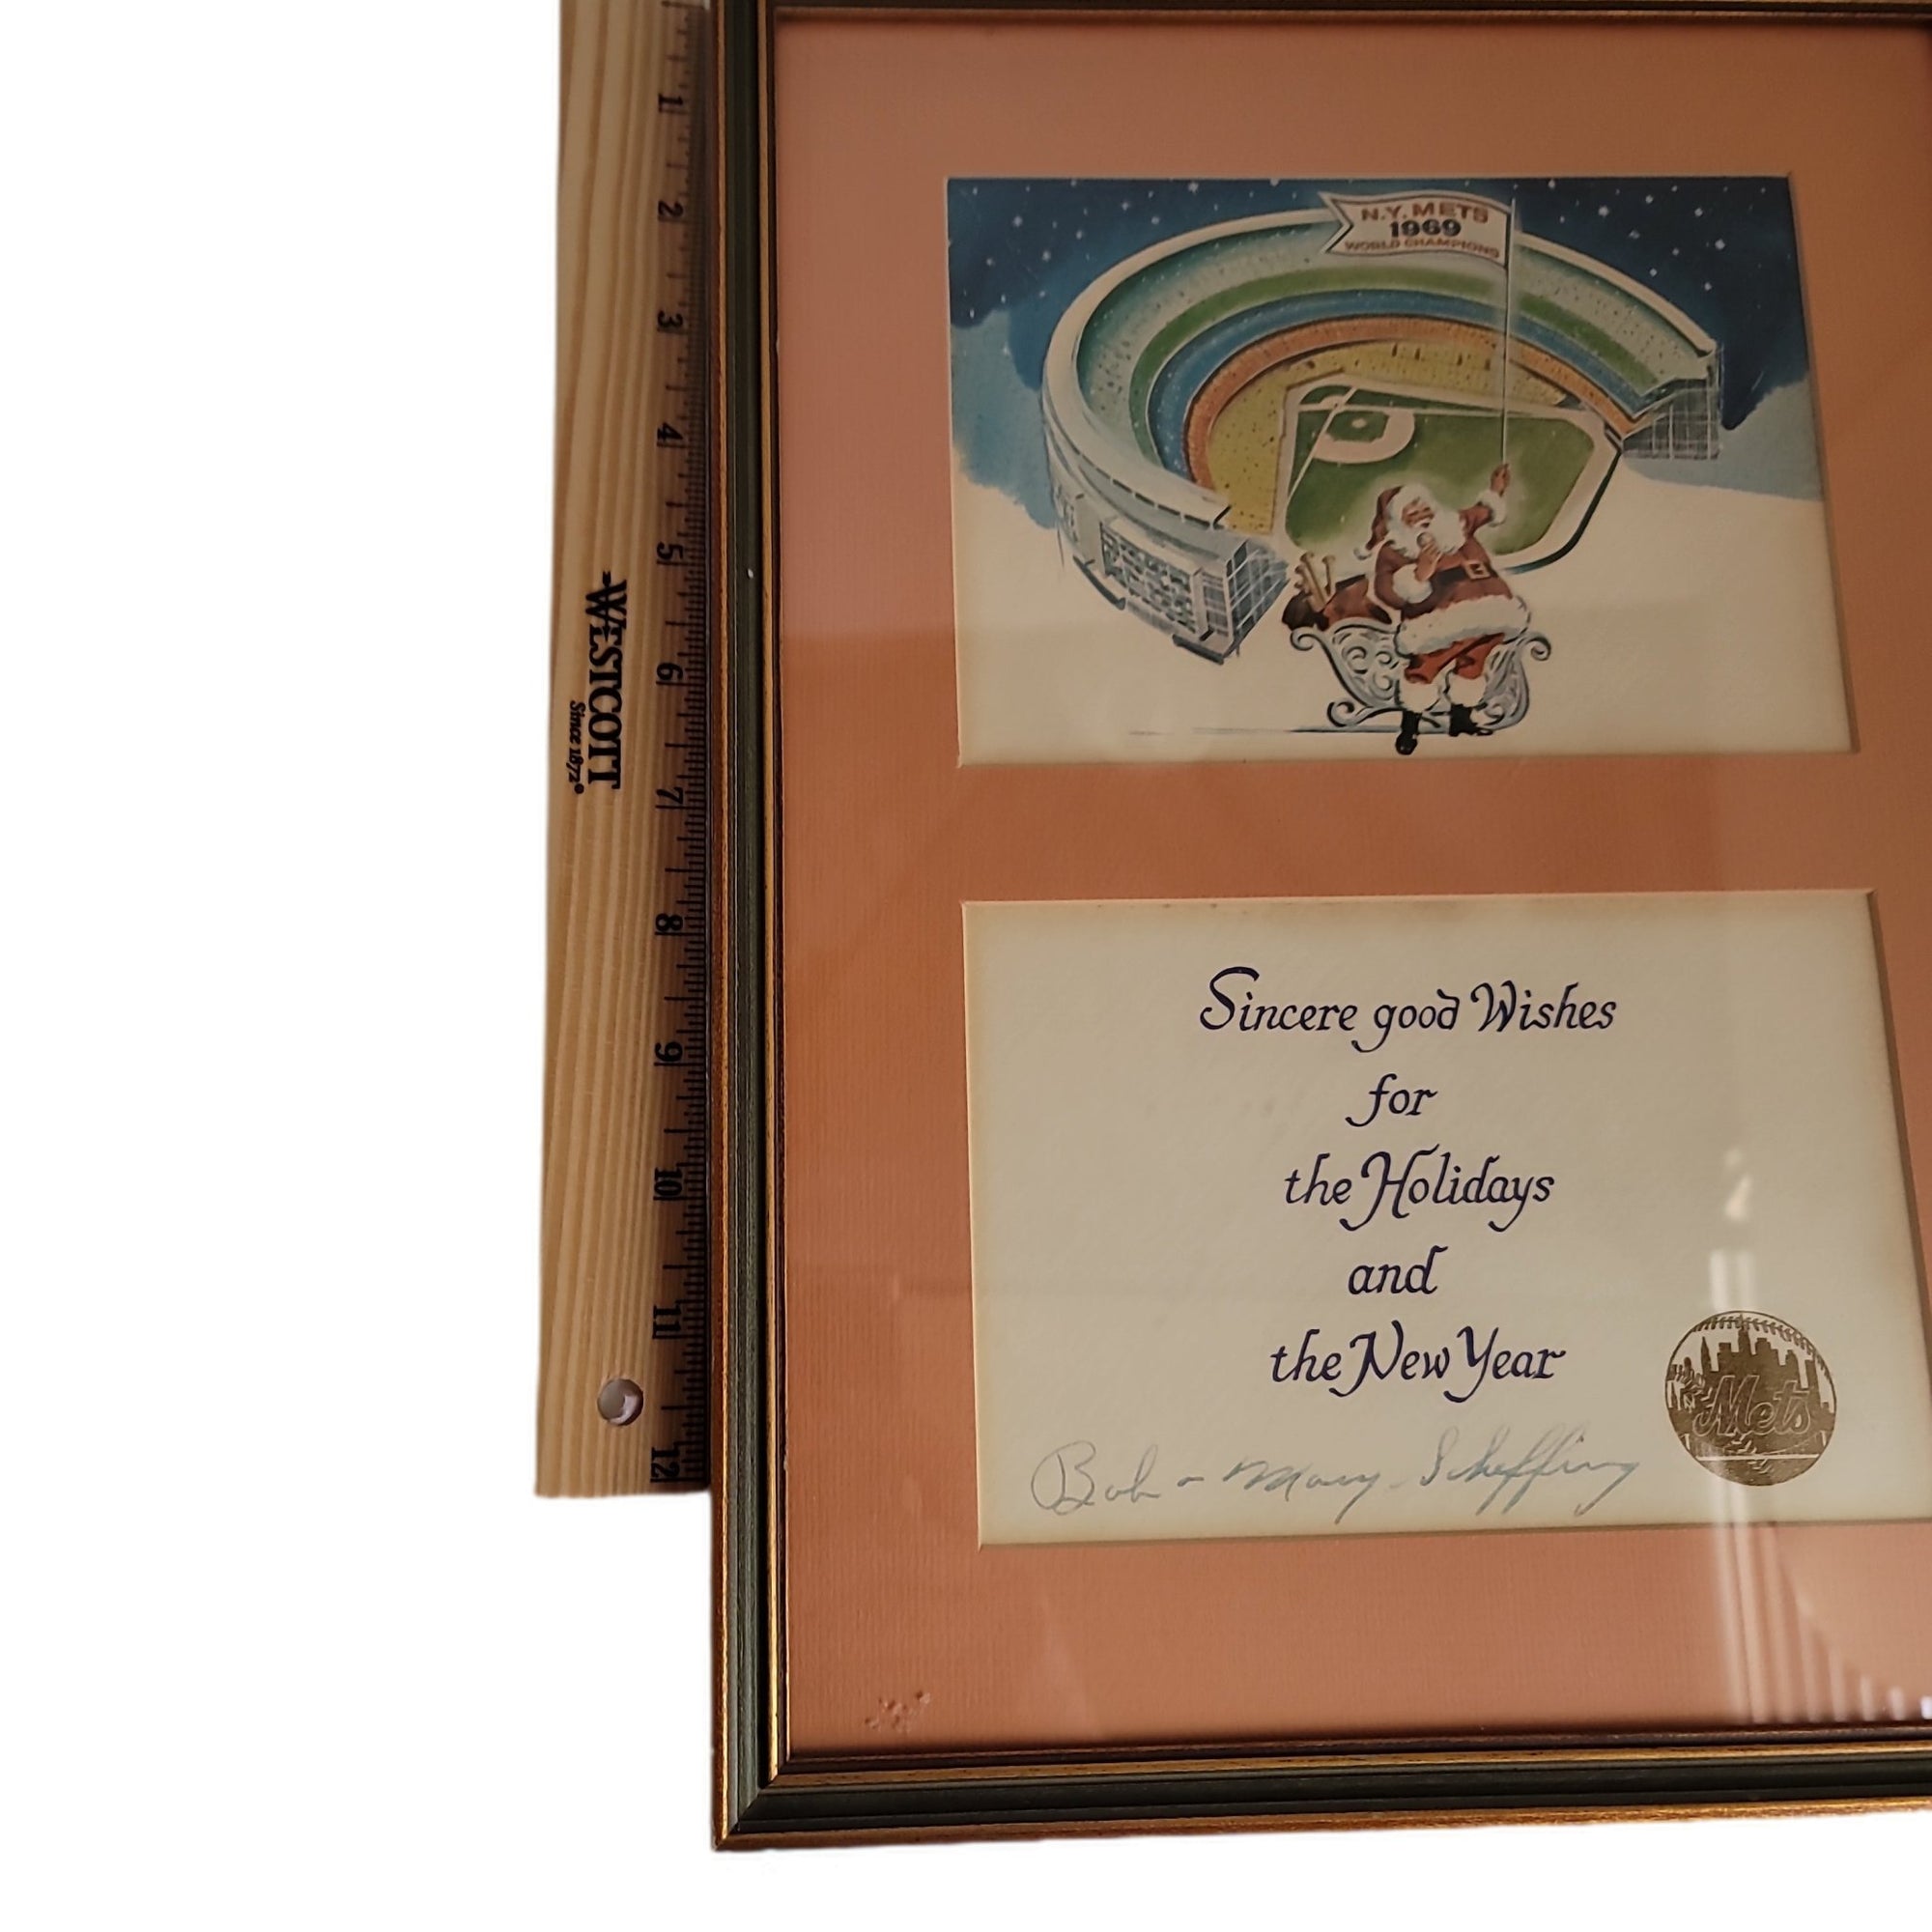 N.Y. METS
1969
WORLD CHAMPIONS
1
2
3
4
5
6
7
8
9
10
11
12
WESTCOTT
Since 1872®
Sincere good Wishes
for
the Holidays
and
the New Year
Mets
Bob - Mary - Scheffing